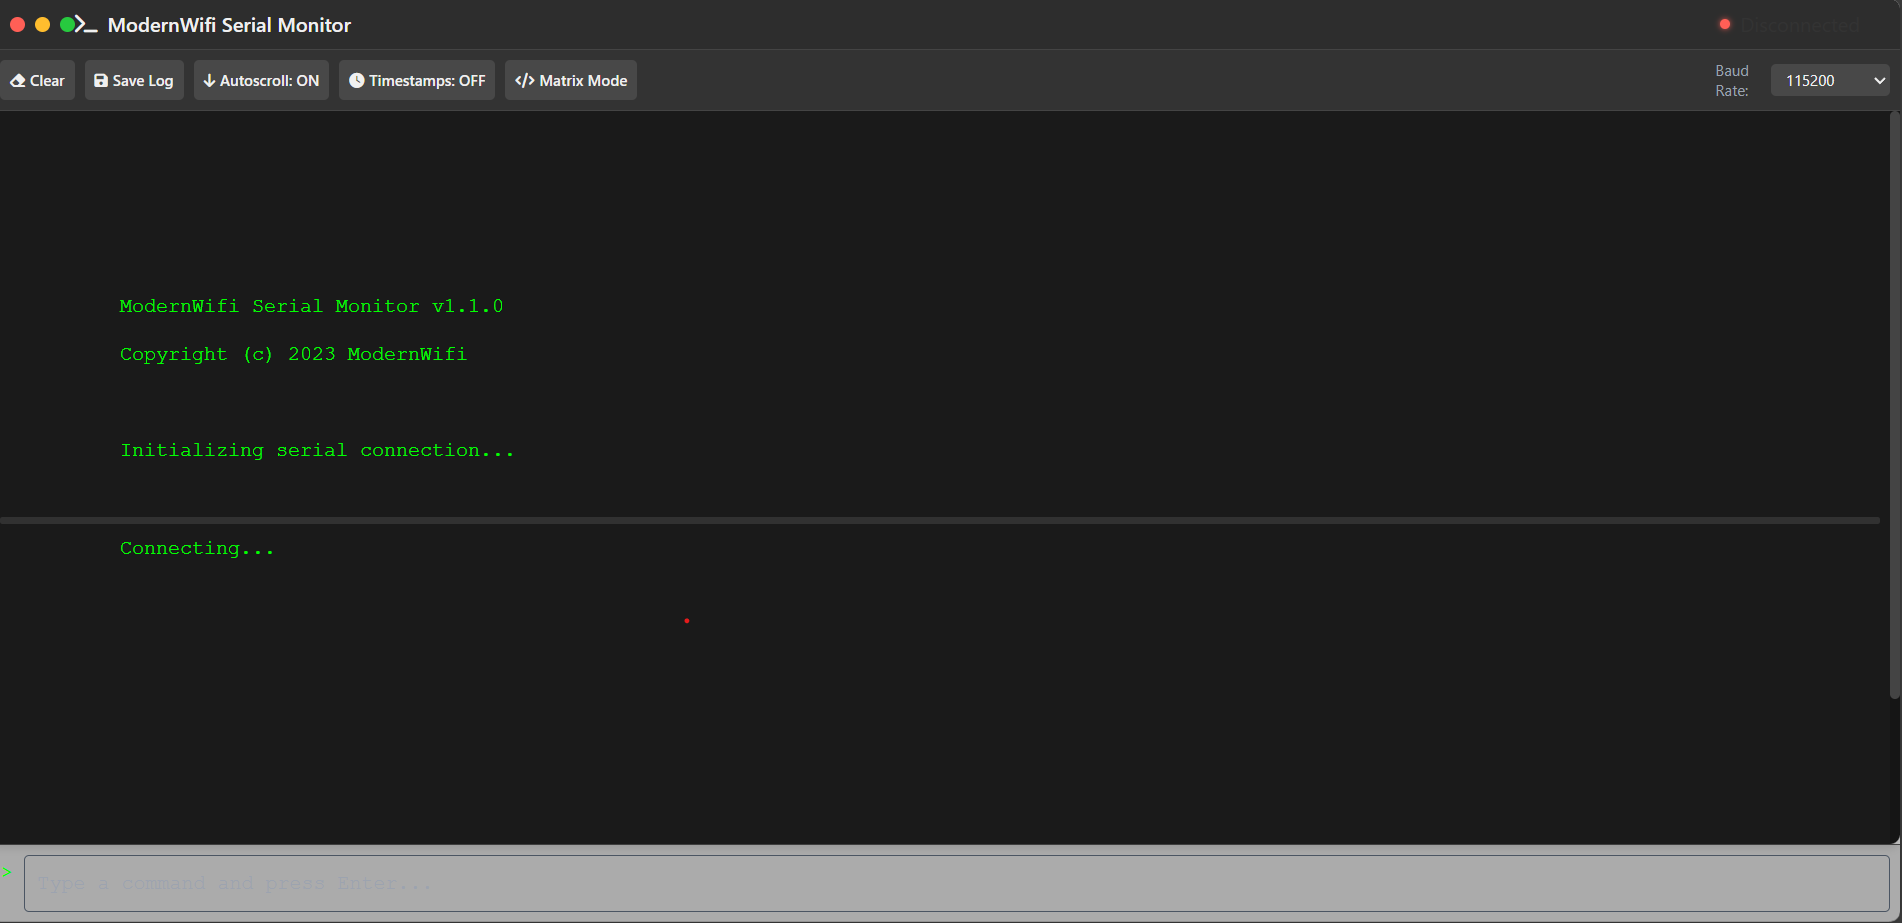 ModernWifi Serial Monitor
Disconnected
Clear
Save Log
Autoscroll: ON
Timestamps: OFF
</> Matrix Mode
Baud
Rate:
115200
ModernWifi Serial Monitor v1.1.0
Copyright (c) 2023 ModernWifi
Initializing serial connection...
Connecting...
>
Type a command and press Enter...